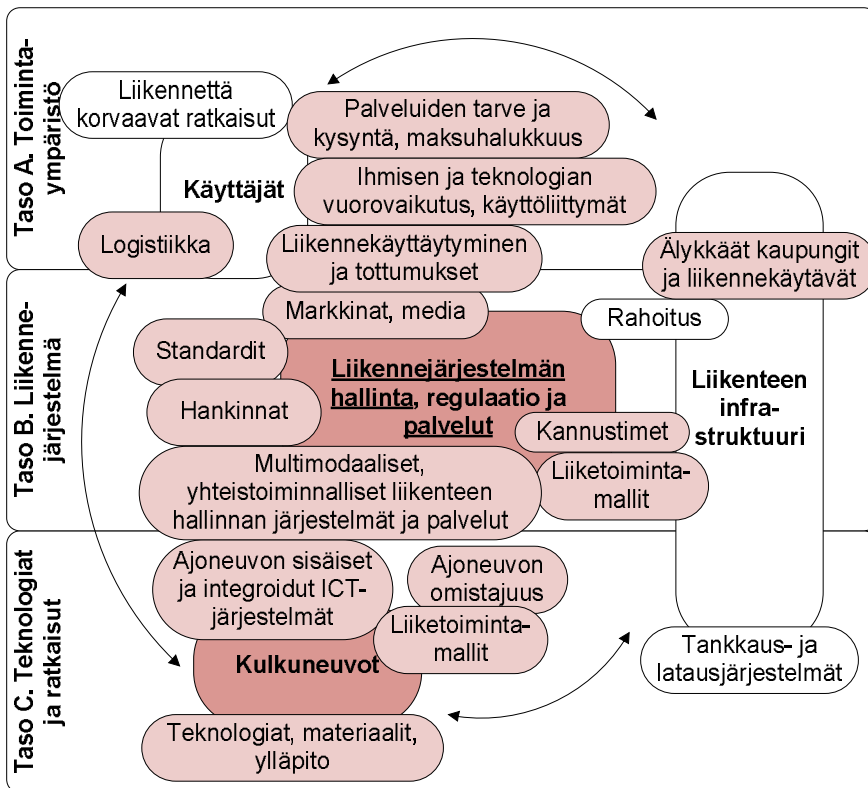 Taso A. Toiminta-
ympäristö
Liikennettä
korvaavat ratkaisut
Palveluiden tarve ja
kysyntä, maksuhalukkuus
Käyttäjät
Ihmisen ja teknologian
vuorovaikutus, käyttöliittymät
Logistiikka
Liikennekäyttäytyminen
ja tottumukset
Älykkäät kaupungit
ja liikennekäytävät
Taso B. Liikenne-
järjestelmä
Markkinat, media
Rahoitus
Standardit
Liikennejärjestelmän
hallinta, regulaatio ja
palvelut
Hankinnat
Liikenteen
infra-
struktuuri
Kannustimet
Multimodaaliset,
yhteistoiminnalliset liikenteen
hallinnan järjestelmät ja palvelut
Liiketoiminta-
mallit
Taso C. Teknologiat
ja ratkaisut
Ajoneuvon sisäiset
ja integroidut ICT-
järjestelmät
Ajoneuvon
omistajuus
Liiketoiminta-
mallit
Kulkuneuvot
Tankkaus- ja
latausjärjestelmät
Teknologiat, materiaalit,
ylläpito